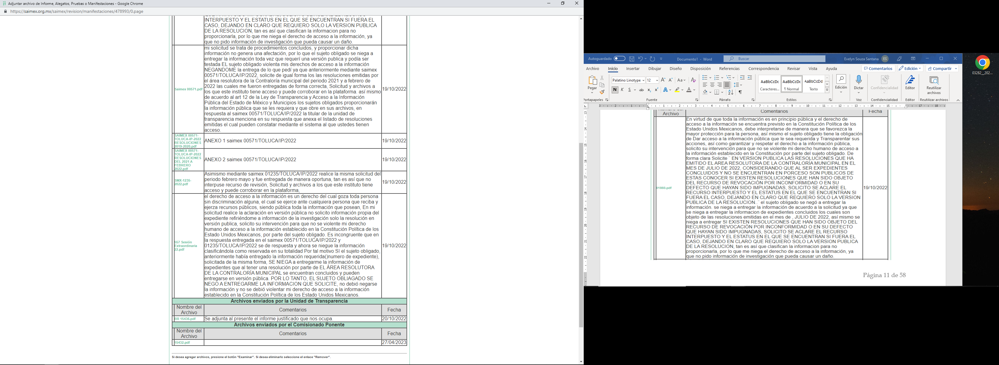 Adjuntar archivo de Informe, Alegatos, Pruebas o Manifestaciones - Google Chrome
https://saimex.org.mx/saimex/revision/manifestaciones/478993/0.page
INTERPUESTO Y EL ESTATUS EN EL QUE SE ENCUENTRAN SI FUERA EL
CASO, DEJANDO EN CLARO QUE REQUIERO SOLO LA VERSION PUBLICA
DE LA RESOLUCION, tan es así que clasifican la informacion para no
proporcionarla, por lo que me niega el derecho de acceso a la información, ya
que no pido información de investigación que pueda causar un daño.
mi solicitud se trata de procedimientos concluidos, y proporcionar dicha
información no genera una afectación, por lo que el sujeto obligado se niega a
entregar la información toda vez que requerí una versión publica y podía ser
testada EL sujeto obligado violenta mis derechos de acceso a la información
NEGANDOME la entrega de lo que pedí ya que anteriormente mediante saimex
00571/TOLUCA/IP/2022, solicite de igual forma los las resoluciones emitidas por
el área resolutora de la Contraloría municipal del periodo 2021 y a febrero de
2022 las cuales me fueron entregadas de forma correcta, Solicitud y archivos a
los que este instituto tiene acceso y puede corroborar en la plataforma. así mismo
de acuerdo al art 12 de la Ley de Transparencia y Acceso a la Información
Pública del Estado de México y Municipios los sujetos obligados proporcionarán
la información pública que se les requiera y que obre en sus archivos, en
respuesta al saimex 00571/TOLUCA/IP/2022 la titular de la unidad de
transparencia menciona en su respuesta que anexa el listado de resoluciones
emitidas el cual pueden constatar mediante el sistema al que ustedes tienen
acceso.
Saimex 00571.pdf
19/10/2022
SAIMEX 00571-
TOLUCA-IP-2022
RESOLUCIONES
2019-2020.pdf
ANEXO 1 saimex 00571/TOLUCA/IP/2022
19/10/2022
SAIMEX 00571-
TOLUCA-IP-2022
RESOLUCIONES
DEL 2021 A
FEBRERO
2022.pdf
ANEXO 2 saimex 00571/TOLUCA/IP/2022
19/10/2022
SMX-1235-
2022.pdf
Asimismo mediante saimex 01235/TOLUCA/IP/2022 realice la misma solicitud del
periodo febrero mayo y fue entregada de manera oportuna, tan es así que no
interpuse recurso de revisión, Solicitud y archivos a los que este instituto tiene
acceso y puede corroborar en la plataforma,
19/10/2022
557 Sesión
Extraordinaria
22.pdf
el derecho de acceso a la información es un derecho del cual goza toda persona
sin discriminación alguna, el cual se ejerce ante cualquiera persona que reciba y
ejerza recursos públicos, siendo pública toda la información que posean, En mi
solicitud realice la aclaración en versión pública no solicito información propia del
expediente refiriéndome a información de la investigación solo la resolución en
versión publica, solicito su intervención para que no se violente mi derecho
humano de acceso a la información establecido en la Constitución Política de los
Estado Unidos Mexicanos, por parte del sujeto obligado. Es incongruente que en
la respuesta entregada en el saimex 00571/TOLUCA/IP/2022 y
01235/TOLUCA/IP/2022 se de respuesta y ahora se niegue la información
clasificándola como reservada en su totalidad Por tal motivo SI el sujeto obligado,
anteriormente había entregado la información requerida()numero de expediente),
solicitada de la misma forma, SE NIEGA a entregarme la información de
expedientes que al tener una resolución por parte de EL ÁREA RESOLUTORA
DE LA CONTRALORÍA MUNICIPAL se encuentran concluidos y pueden
entregarse en versión pública. POR LO TANTO, EL SUJETO OBLIAGADO SE
NEGO A ENTREGARME LA INFORMACION QUE SOLICITE, no debió negarse
la información y no se debió violentar mi derecho de acceso a la información
establecido en la Constitución Política de los Estado Unidos Mexicanos.
19/10/2022
Archivos enviados por la Unidad de Transparencia
Nombre del
Archivo
Comentarios
Fecha
RR 15436.pdf
Se adjunta al presente el informe justificado que nos ocupa.
20/10/2022
Archivos enviados por el Comisionado Ponente
Nombre del
Archivo
Comentarios
Fecha
15432.pdf
27/04/2023
Si desea agregar archivos, presione el botón "Examinar". Si desea eliminarlo seleccione el enlace "Remover".
Autoguardado
Documento1 - Word
Buscar
Evelyn Souza Santana
ES
Archivo Inicio Insertar Dibujar Diseño Disposición Referencias Correspondencia Revisar Vista Ayuda
Comentarios
Edición
Compartir
Pegar
Palatino Linotype
12
N K S ab x₂ x²
AaBbCcDc AaBbCcDc AaBbCcDd
Caracteres... ¶ Normal Texto
Edición
Dictar
Confidencialidad
Editor
Reutilizar
archivos
Portapapeles
Fuente
Párrafo
Estilos
Voz
Confidencialidad
Editor
Reutilizar archivos
Archivo
Comentarios
Fecha
En virtud de que toda la información es en principio pública y el derecho de
acceso a la información se encuentra previsto en la Constitución Política de los
Estado Unidos Mexicanos, debe interpretarse de manera que se favorezca la
mayor protección para la persona, así mismo el sujeto obligado tiene la obligación
de Dar acceso a la información pública que le sea requerida y Transparentar sus
acciones, así como garantizar y respetar el derecho a la información pública,
solicito su intervención para que no se violente mi derecho humano de acceso a
la información establecido en la Constitución por parte del sujeto obligado. De
forma clara Solicite ¨ EN VERSION PUBLICA LAS RESOLUCIONES QUE HA
EMITIDO EL AREA RESOLUTORA DE LA CONTRALORÍA MUNICIPAL EN EL
MES DE JULIO DE 2022, CONSIDERANDO QUE AL SER EXPEDIENTES
CONCLUIDOS Y NO SE ENCUENTRAN EN PORCESO SON PUBLICOS DE
ESTAS CONOCER SI EXISTEN RESOLUCIONES QUE HAN SIDO OBJETO
DEL RECURSO DE REVOCACIÓN POR INCONFORMIDAD O EN SU
DEFECTO QUE HAYAN SIDO IMPUGNADAS, SOLICITO SE ACLARE EL
RECURSO INTERPUESTO Y EL ESTATUS EN EL QUE SE ENCUENTRAN SI
FUERA EL CASO, DEJANDO EN CLARO QUE REQUIERO SOLO LA VERSION
PUBLICA DE LA RESOLUCION..¨ el sujeto obligado se negó a entregar la
información. se niega a entregar la información de acuerdo a la solicitud ya que
se niega a entregar la informacion de expedientes concluidos los cuales son
objeto de las resoluciones emitidas en el mes de , JULIO DE 2022, así mismo se
niega a entregar SI EXISTEN RESOLUCIONES QUE HAN SIDO OBJETO DEL
RECURSO DE REVOCACIÓN POR INCONFORMIDAD O EN SU DEFECTO
QUE HAYAN SIDO IMPUGNADAS, SOLICITO SE ACLARE EL RECURSO
INTERPUESTO Y EL ESTATUS EN EL QUE SE ENCUENTRAN SI FUERA EL
CASO, DEJANDO EN CLARO QUE REQUIERO SOLO LA VERSION PUBLICA
DE LA RESOLUCION, tan es así que clasifican la informacion para no
proporcionarla, por lo que me niega el derecho de acceso a la información, ya
que no pido información de investigación que pueda causar un daño.
01860.pdf
19/10/2022
Página 11 de 58
03282_202...